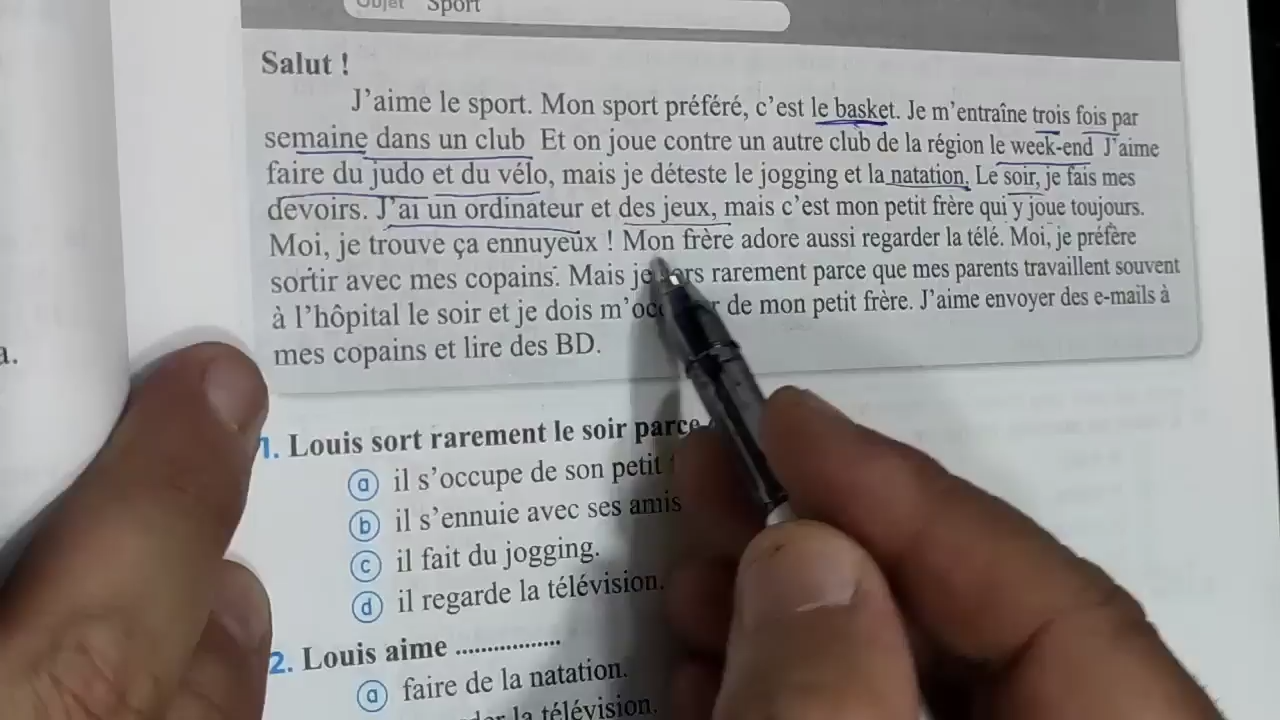 Objet Sport
Salut !
J'aime le sport. Mon sport préféré, c'est le basket. Je m'entraîne trois fois par
semaine dans un club Et on joue contre un autre club de la région le week-end J'aime
faire du judo et du vélo, mais je déteste le jogging et la natation. Le soir, je fais mes
devoirs. J'ai un ordinateur et des jeux, mais c'est mon petit frère qui y joue toujours.
Moi, je trouve ça ennuyeux ! Mon frère adore aussi regarder la télé. Moi, je préfère
sortir avec mes copains. Mais je rarement parce que mes parents travaillent souvent
à l'hôpital le soir et je dois de mon petit frère. J'aime envoyer des e-mails à
mes copains et lire des BD.
a.
1. Louis sort rarement le soir parce
a il s'occupe de son petit
b il s'ennuie avec ses amis
c il fait du jogging.
d il regarde la télévision.
2. Louis aime .................
a faire de la natation.
la télévision.